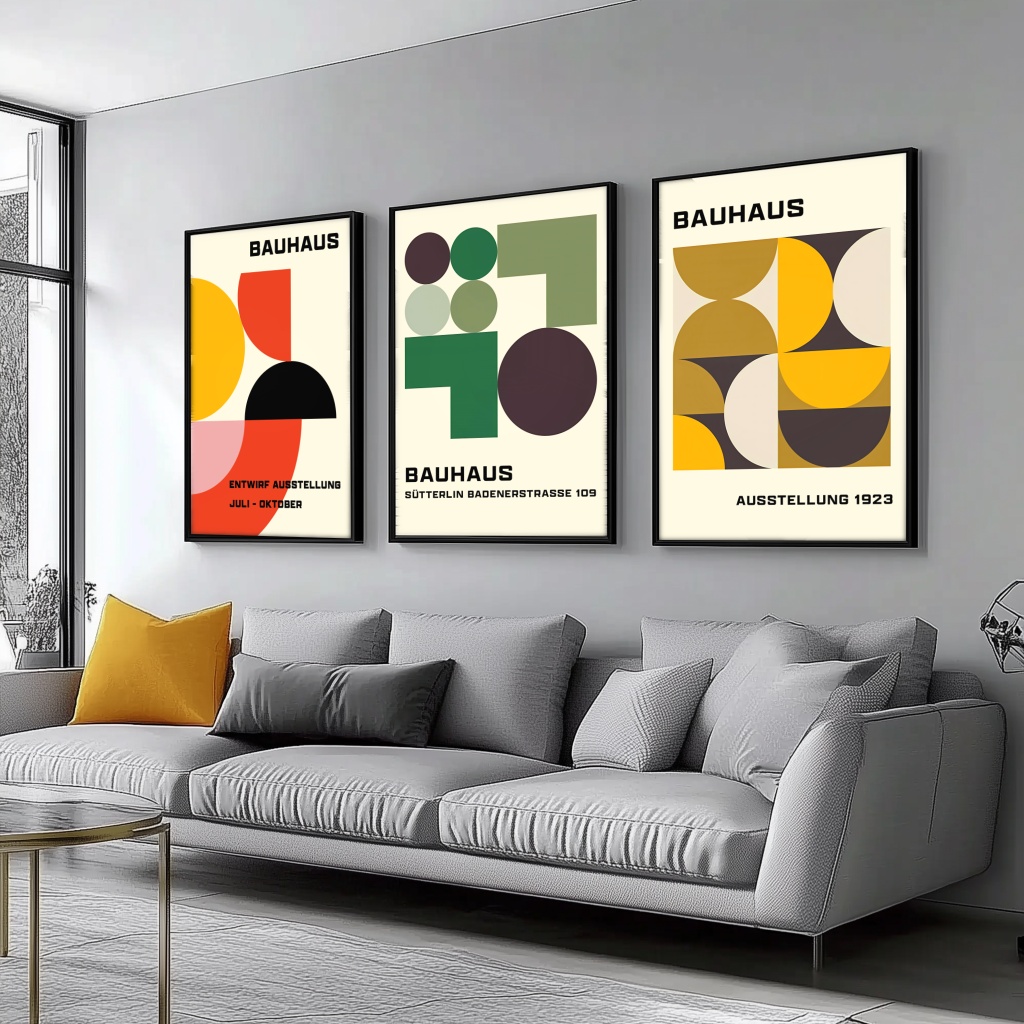 BAUHAUS
ENTWIRF AUSSTELLUNG
JULI - OKTOBER
BAUHAUS
SÜTTERLIN BADENERSTRASSE 109
BAUHAUS
AUSSTELLUNG 1923